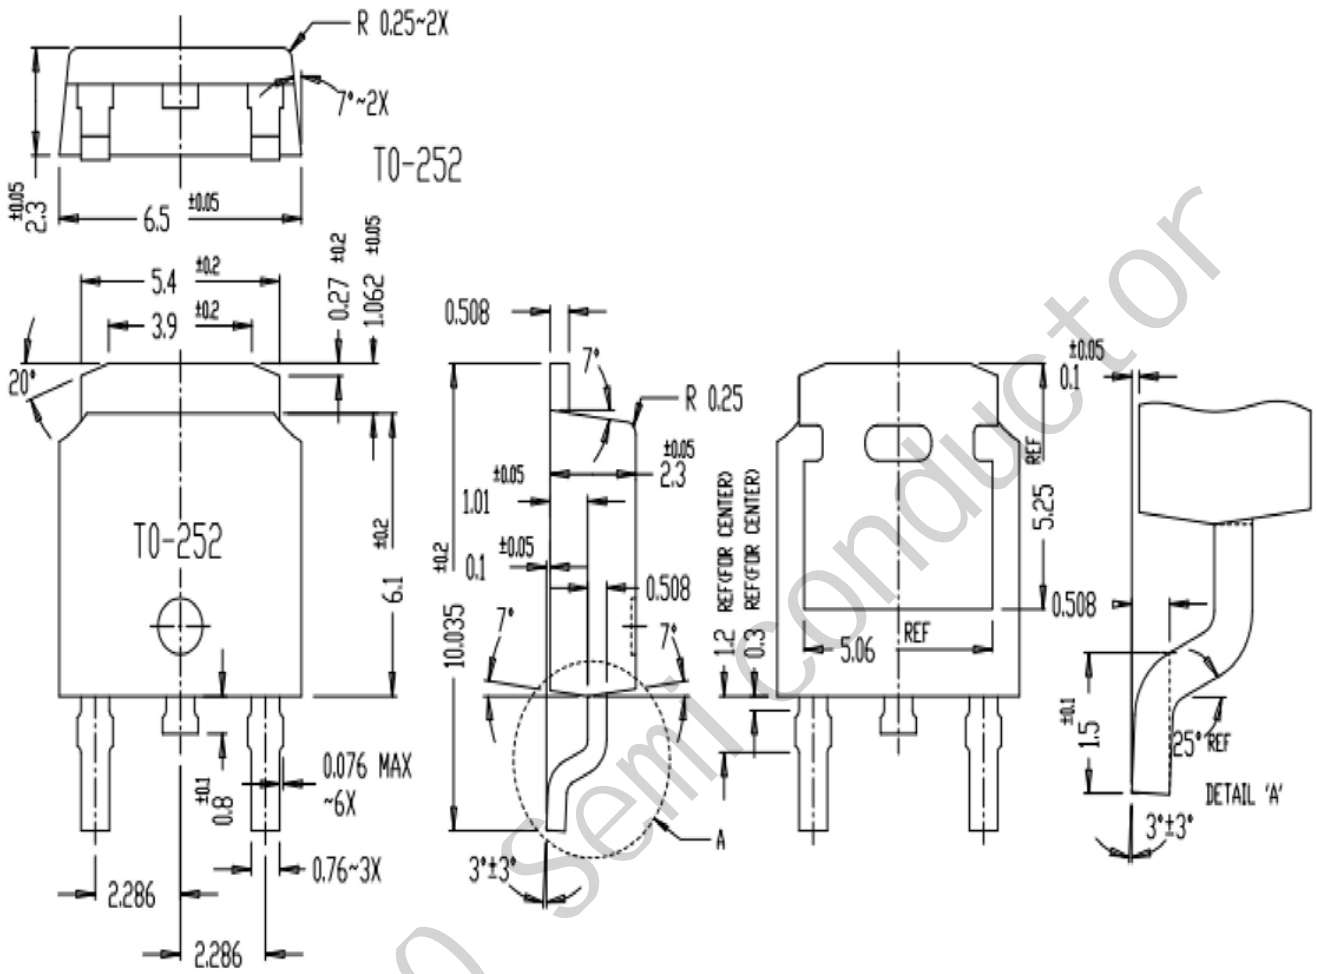 R 0.25~2X
7°~2X
TO-252
±0.05
2.3
6.5 ±0.05
5.4 ±0.2
3.9 ±0.2
0.27 ±0.2
1.062 ±0.05
20°
TO-252
6.1 ±0.2
0.8 ±0.1
0.076 MAX
~6X
0.76~3X
2.286
2.286
0.508
7°
R 0.25
±0.05
2.3
±0.05
1.01
±0.05
0.1
0.508
10.035 ±0.2
7°
7°
A
3°±3°
1.2 REF(FOR CENTER)
0.3 REF(FOR CENTER)
5.25 REF
5.06 REF
±0.05
0.1
0.508
1.5 ±0.1
25° REF
DETAIL 'A'
3°±3°
Semiconductor